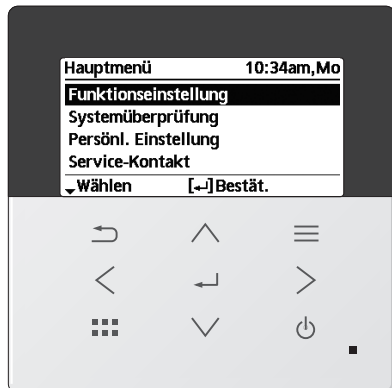 Hauptmenü 10:34am,Mo
Funktionseinstellung
Systemüberprüfung
Persönl. Einstellung
Service-Kontakt
Wählen [↵]Bestät.